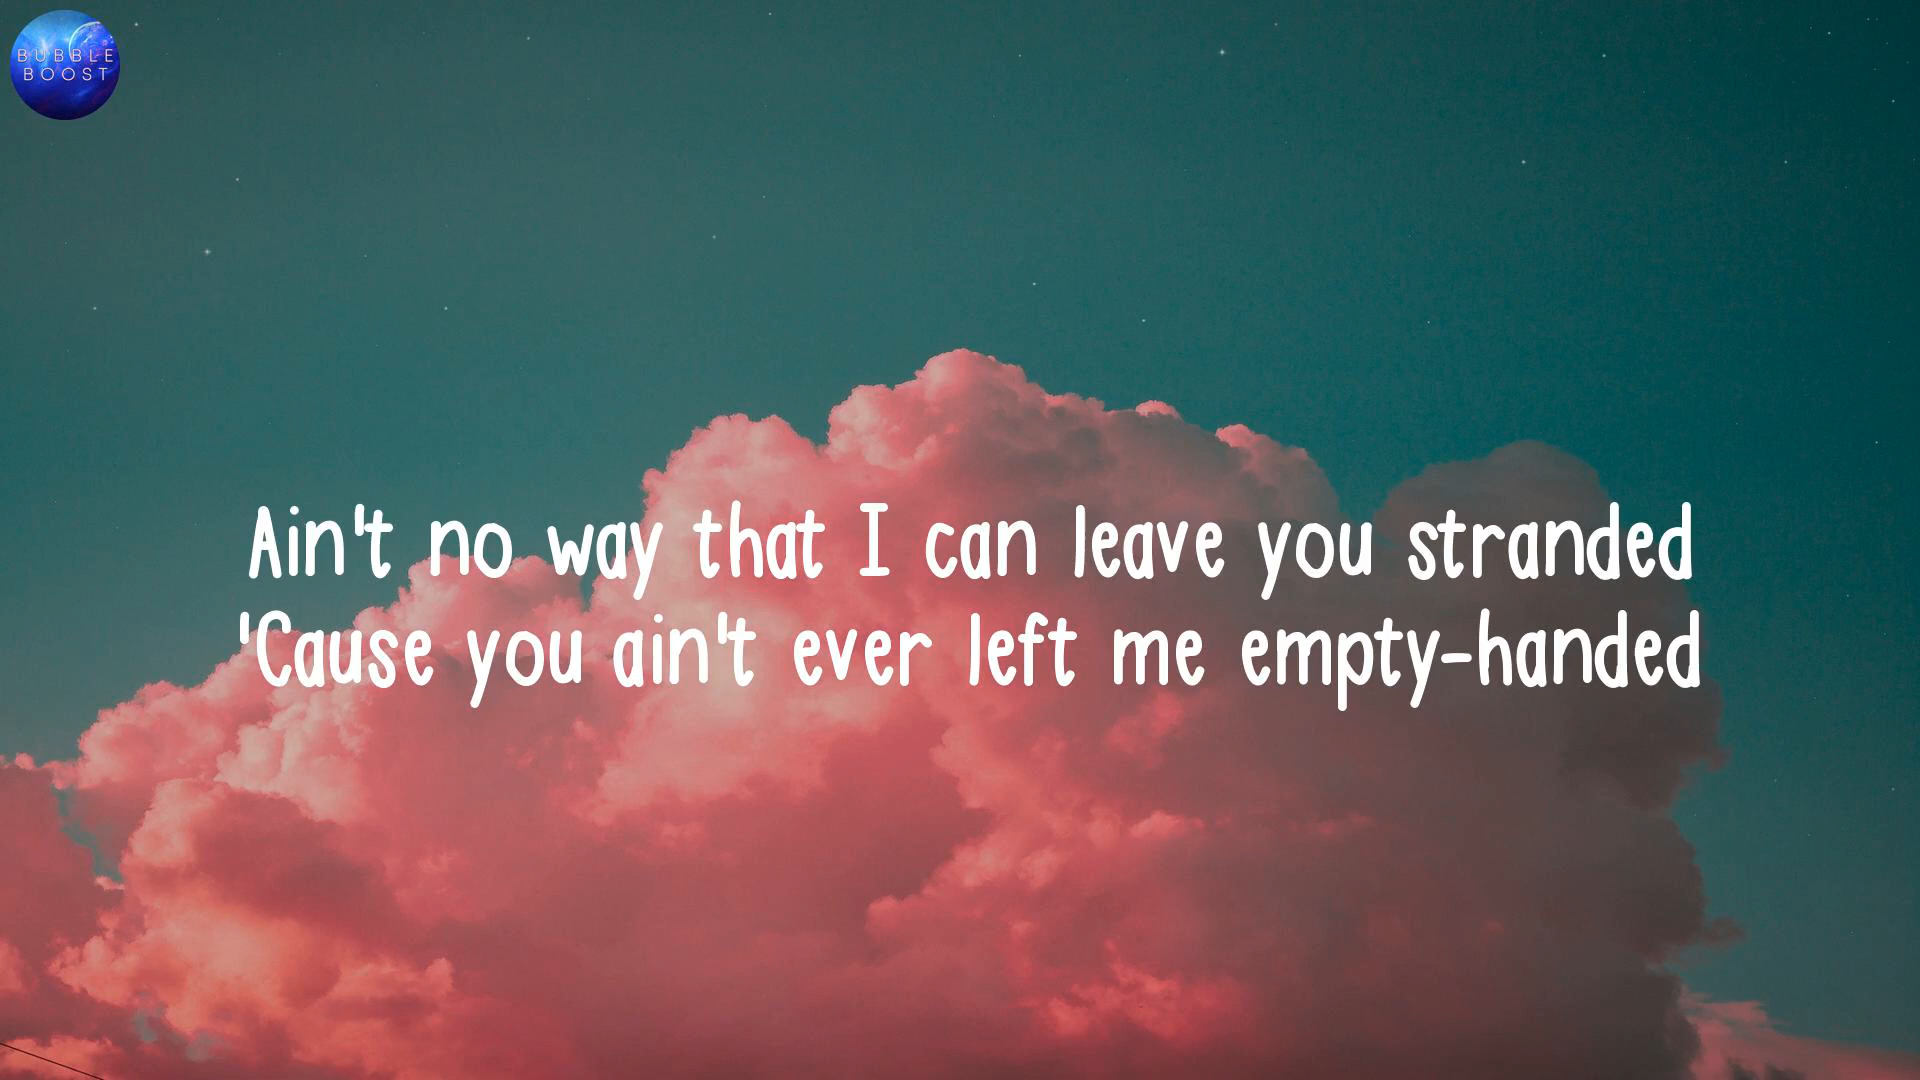 BUBBLE
BOOST
Ain't no way that I can leave you stranded
'Cause you ain't ever left me empty-handed